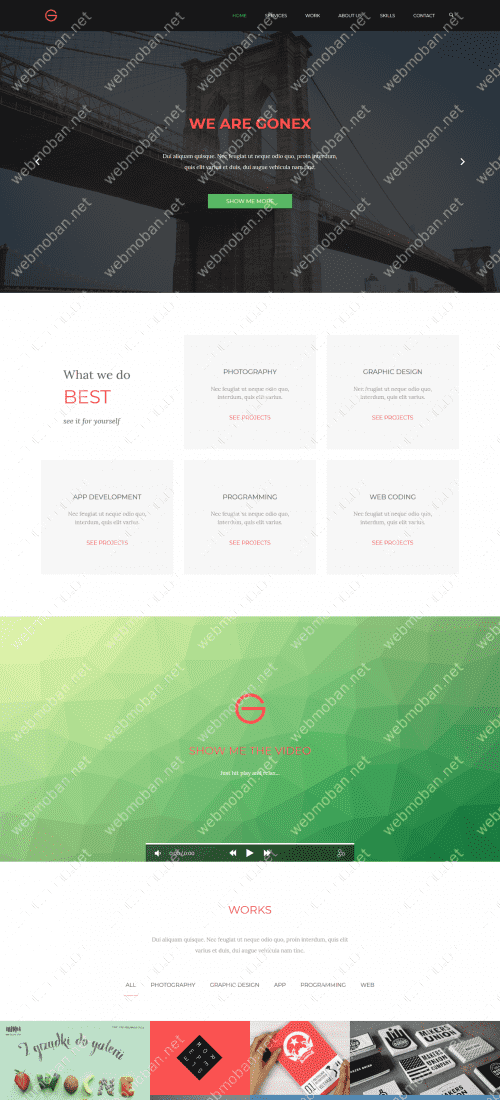 HOME SERVICES WORK ABOUT US SKILLS CONTACT
WE ARE GONEX
Dui aliquam quisque. Nec feugiat ut neque odio quo, proin interdum,
quis elit varius et duis, dui augue vehicula nam tinc.
SHOW ME MORE
What we do
BEST
see it for yourself
PHOTOGRAPHY
Nec feugiat ut neque odio quo,
interdum, quis elit varius.
SEE PROJECTS
GRAPHIC DESIGN
Nec feugiat ut neque odio quo,
interdum, quis elit varius.
SEE PROJECTS
APP DEVELOPMENT
Nec feugiat ut neque odio quo,
interdum, quis elit varius.
SEE PROJECTS
PROGRAMMING
Nec feugiat ut neque odio quo,
interdum, quis elit varius.
SEE PROJECTS
WEB CODING
Nec feugiat ut neque odio quo,
interdum, quis elit varius.
SEE PROJECTS
SHOW ME THE VIDEO!
Just hit play and relax...
WORKS
Dui aliquam quisque. Nec feugiat ut neque odio quo, proin interdum, quis elit
varius et duis, dui augue vehicula nam tinc.
ALL PHOTOGRAPHY GRAPHIC DESIGN APP PROGRAMMING WEB
Z grządki do galerii
OWOCNE
MAKERS
UNION
webmoban.net